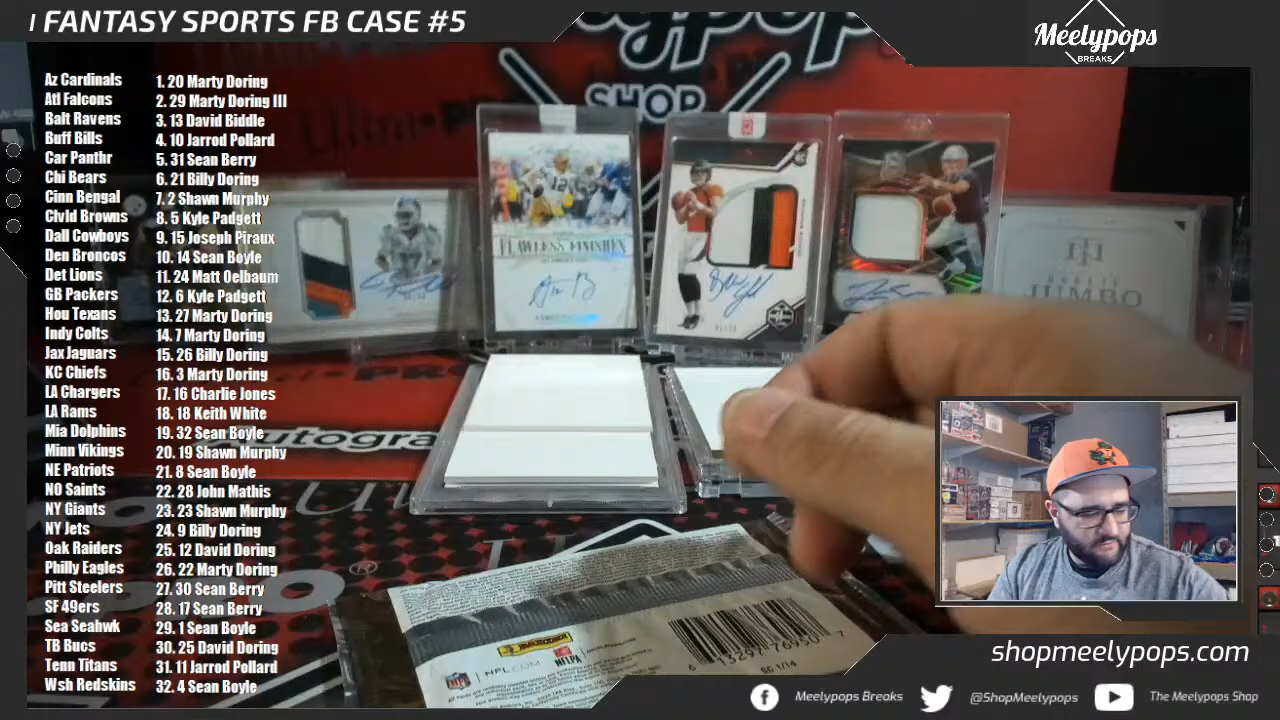 FANTASY SPORTS FB CASE #5
Meelypops
BREAKS
SHOP
Az Cardinals 1. 20 Marty Doring
Atl Falcons 2. 29 Marty Doring III
Balt Ravens 3. 13 David Biddle
Buff Bills 4. 10 Jarrod Pollard
Car Panthr 5. 31 Sean Berry
Chi Bears 6. 21 Billy Doring
Cinn Bengal 7. 2 Shawn Murphy
Clvld Browns 8. 5 Kyle Padgett
Dall Cowboys 9. 15 Joseph Piraux
Den Broncos 10. 14 Sean Boyle
Det Lions 11. 24 Matt Oelbaum
GB Packers 12. 6 Kyle Padgett
Hou Texans 13. 27 Marty Doring
Indy Colts 14. 7 Marty Doring
Jax Jaguars 15. 26 Billy Doring
KC Chiefs 16. 3 Marty Doring
LA Chargers 17. 16 Charlie Jones
LA Rams 18. 18 Keith White
Mia Dolphins 19. 32 Sean Boyle
Minn Vikings 20. 19 Shawn Murphy
NE Patriots 21. 8 Sean Boyle
NO Saints 22. 28 John Mathis
NY Giants 23. 23 Shawn Murphy
NY Jets 24. 9 Billy Doring
Oak Raiders 25. 12 David Doring
Philly Eagles 26. 22 Marty Doring
Pitt Steelers 27. 30 Sean Berry
SF 49ers 28. 17 Sean Berry
Sea Seahwk 29. 1 Sean Boyle
TB Bucs 30. 25 David Doring
Tenn Titans 31. 11 Jarrod Pollard
Wsh Redskins 32. 4 Sean Boyle
FLAWLESS FINISHES
JUMBO
NFL.COM
NFLPA
6 13297 76950 7
SC 1/14
shopmeelypops.com
Meelypops Breaks
@ShopMeelypops
The Meelypops Shop